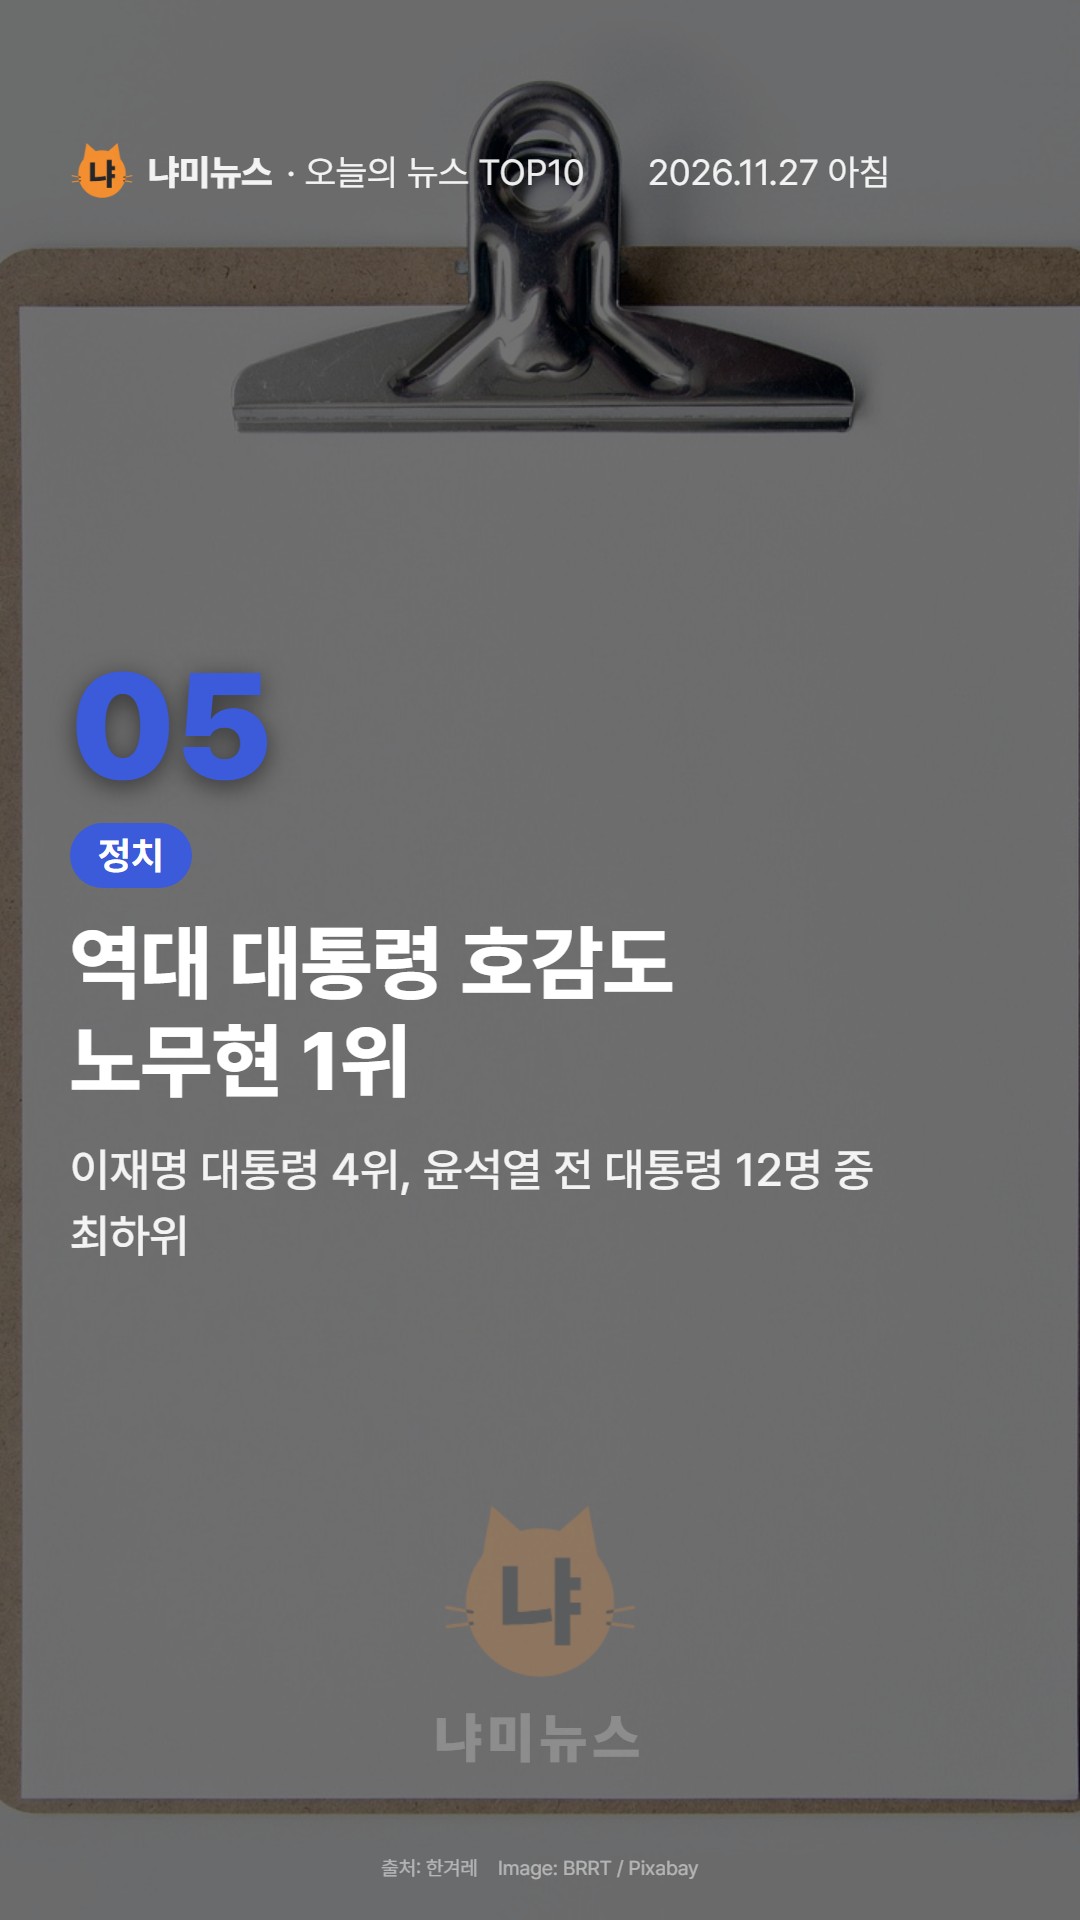 냐 냐미뉴스 · 오늘의 뉴스 TOP10 2026.11.27 아침
05
정치
역대 대통령 호감도
노무현 1위
이재명 대통령 4위, 윤석열 전 대통령 12명 중
최하위
냐
냐미뉴스
출처: 한겨레 Image: BRRT / Pixabay